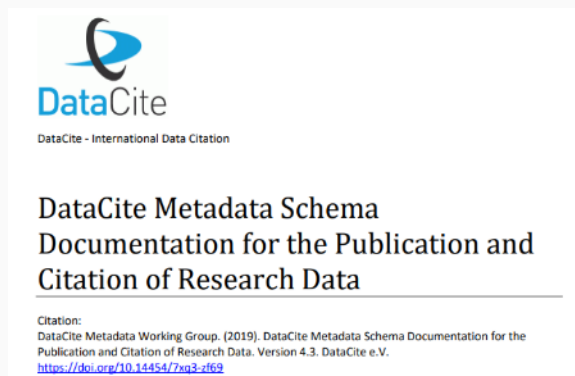 DataCite
DataCite - International Data Citation
DataCite Metadata Schema
Documentation for the Publication and
Citation of Research Data
Citation:
DataCite Metadata Working Group. (2019). DataCite Metadata Schema Documentation for the
Publication and Citation of Research Data. Version 4.3. DataCite e.V.
https://doi.org/10.14454/7xq3-zf69